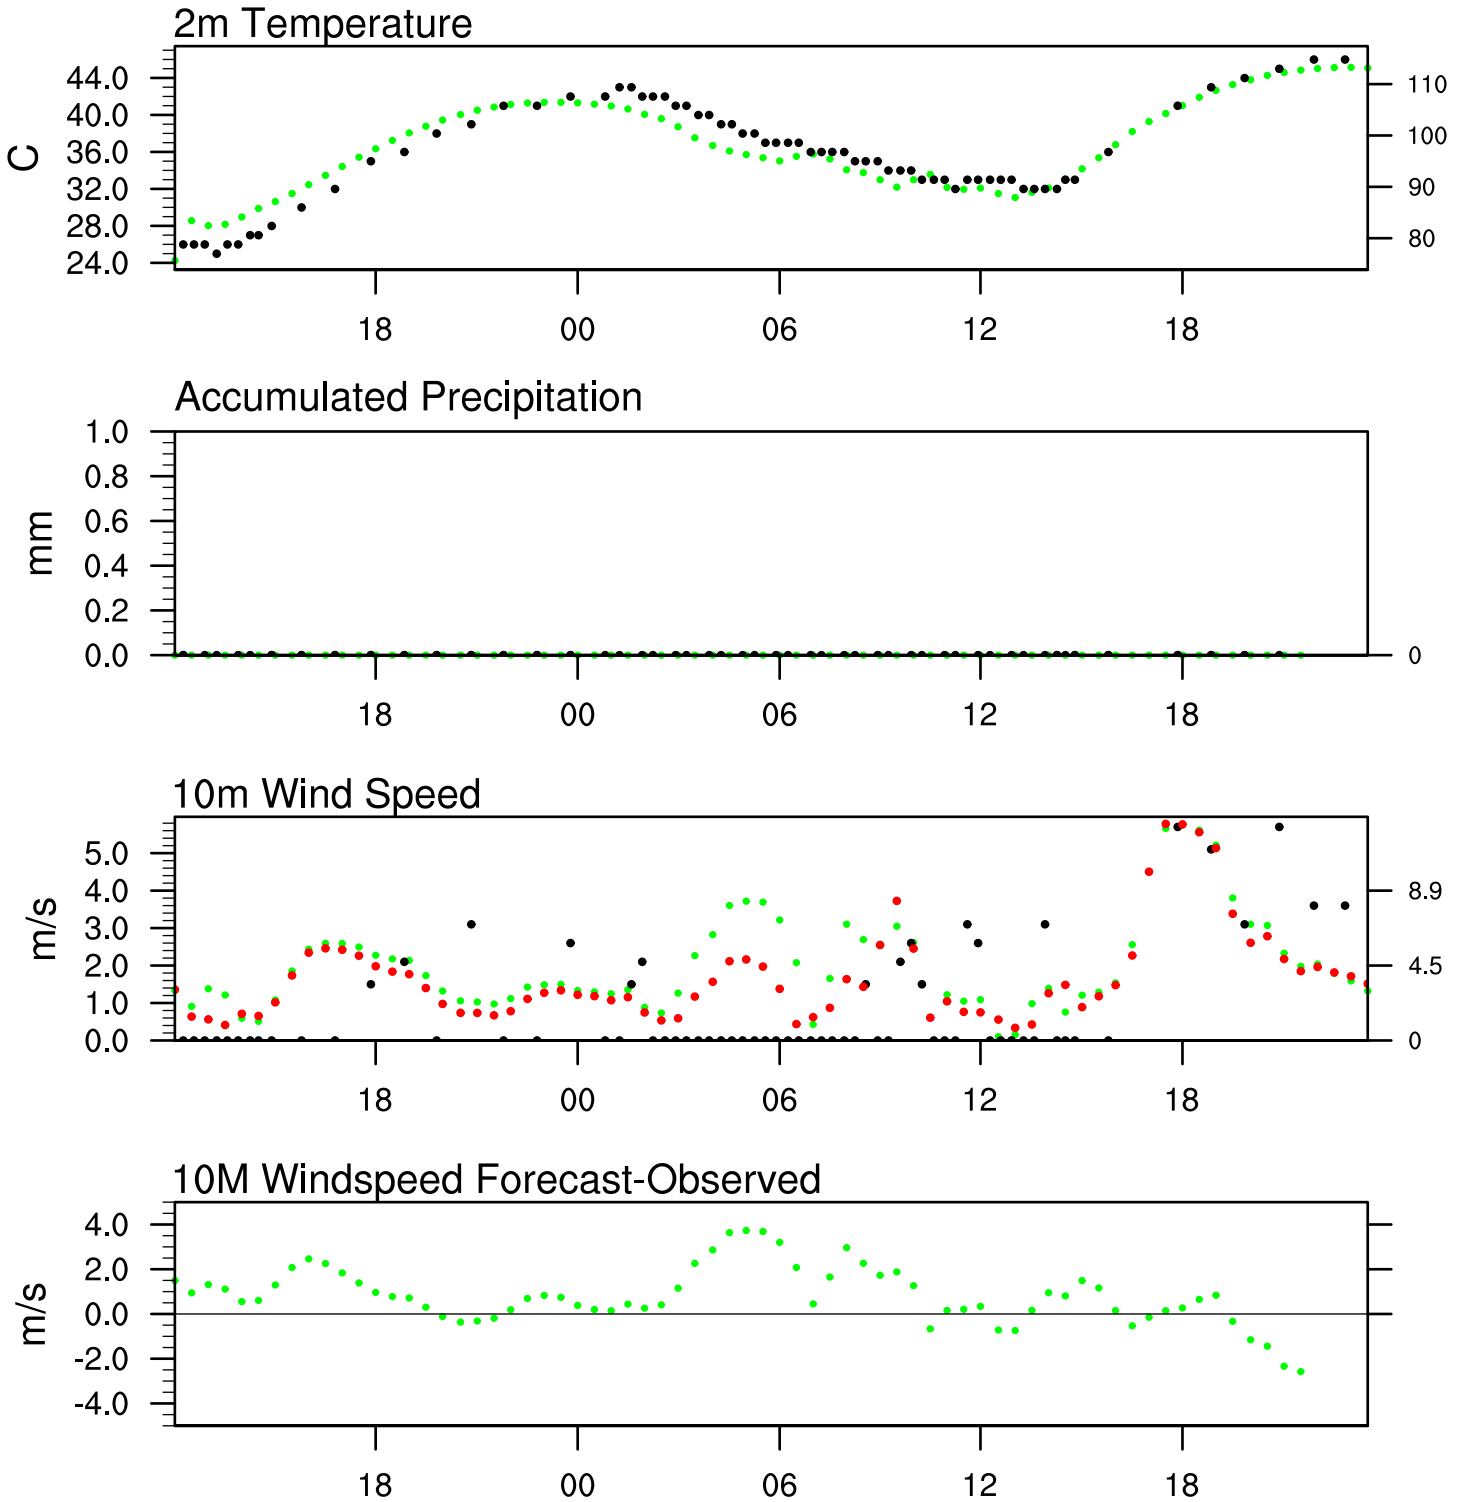 2m Temperature
44.0
40.0
36.0
32.0
28.0
24.0
C
110
100
90
80
18 00 06 12 18
Accumulated Precipitation
1.0
0.8
0.6
0.4
0.2
0.0
mm
0
18 00 06 12 18
10m Wind Speed
5.0
4.0
3.0
2.0
1.0
0.0
m/s
8.9
4.5
0
18 00 06 12 18
10M Windspeed Forecast-Observed
4.0
2.0
0.0
-2.0
-4.0
m/s
18 00 06 12 18